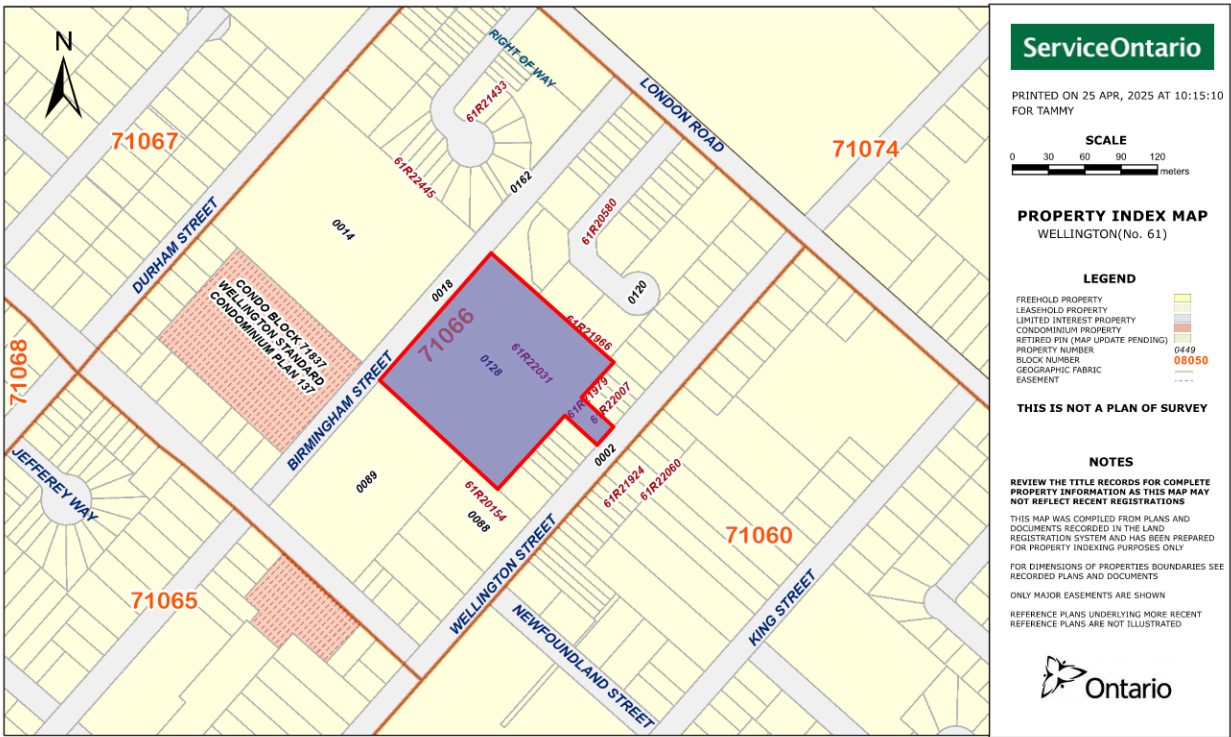 N
RIGHT OF WAY
61R21433
LONDON ROAD
71067
71074
61R22445
0162
61R20580
DURHAM STREET
0014
0018
0120
CONDO BLOCK 71837
WELLINGTON STANDARD
CONDOMINIUM PLAN 137
71066
61R21966
61R22031
0128
71068
BIRMINGHAM STREET
61R21979
61R22007
0002
JEFFEREY WAY
0089
61R20154
0088
61R21924
61R22060
71060
WELLINGTON STREET
71065
NEWFOUNDLAND STREET
KING STREET
ServiceOntario
PRINTED ON 25 APR, 2025 AT 10:15:10
FOR TAMMY
SCALE
0 30 60 90 120
meters
PROPERTY INDEX MAP
WELLINGTON(No. 61)
LEGEND
FREEHOLD PROPERTY
LEASEHOLD PROPERTY
LIMITED INTEREST PROPERTY
CONDOMINIUM PROPERTY
RETIRED PIN (MAP UPDATE PENDING)
PROPERTY NUMBER 0449
BLOCK NUMBER 08050
GEOGRAPHIC FABRIC
EASEMENT
THIS IS NOT A PLAN OF SURVEY
NOTES
REVIEW THE TITLE RECORDS FOR COMPLETE
PROPERTY INFORMATION AS THIS MAP MAY
NOT REFLECT RECENT REGISTRATIONS
THIS MAP WAS COMPILED FROM PLANS AND
DOCUMENTS RECORDED IN THE LAND
REGISTRATION SYSTEM AND HAS BEEN PREPARED
FOR PROPERTY INDEXING PURPOSES ONLY
FOR DIMENSIONS OF PROPERTIES BOUNDARIES SEE
RECORDED PLANS AND DOCUMENTS
ONLY MAJOR EASEMENTS ARE SHOWN
REFERENCE PLANS UNDERLYING MORE RECENT
REFERENCE PLANS ARE NOT ILLUSTRATED
Ontario